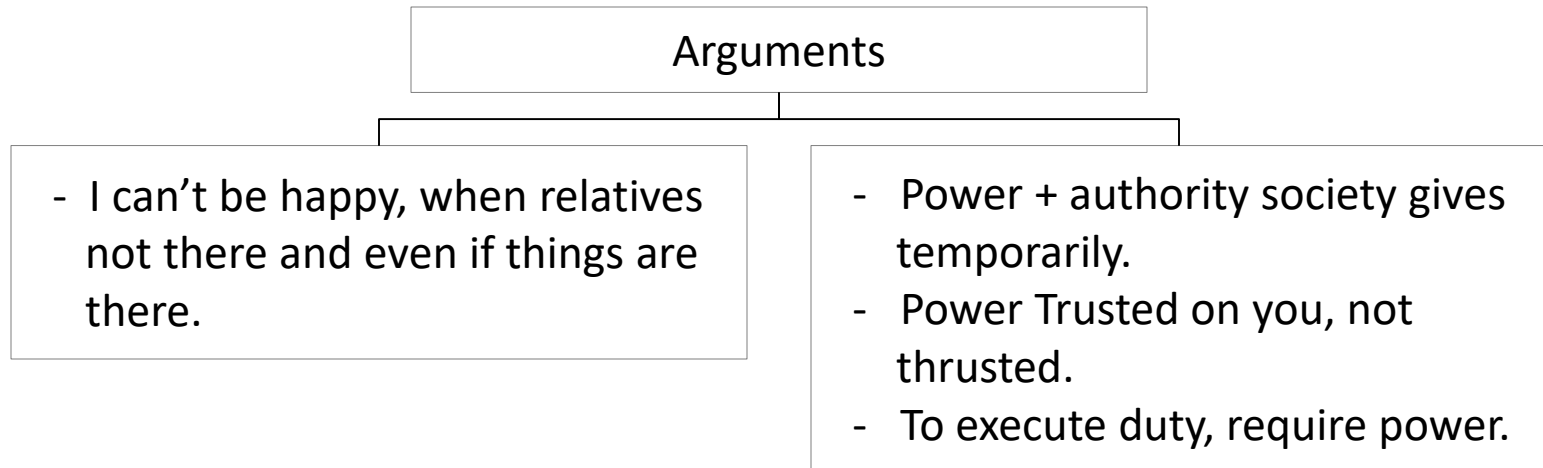 Arguments
- I can’t be happy, when relatives
not there and even if things are
there.
- Power + authority society gives
temporarily.
- Power Trusted on you, not
thrusted.
- To execute duty, require power.